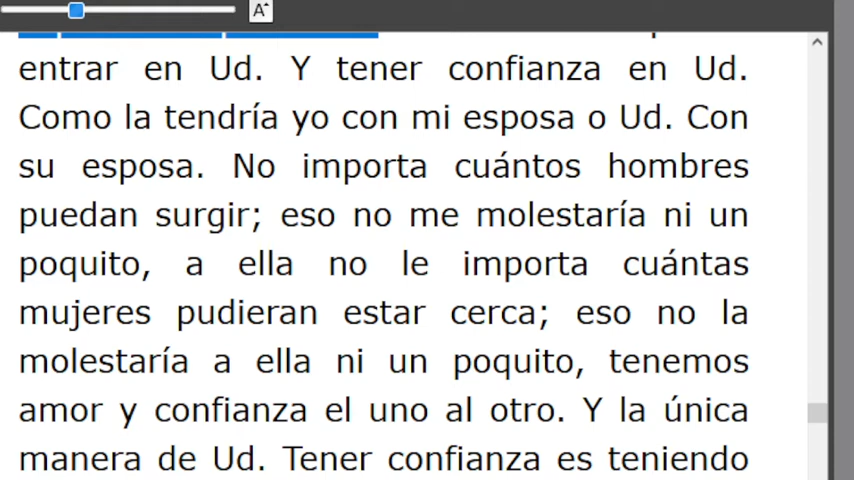 A
entrar en Ud. Y tener confianza en Ud.
Como la tendría yo con mi esposa o Ud. Con
su esposa. No importa cuántos hombres
puedan surgir; eso no me molestaría ni un
poquito, a ella no le importa cuántas
mujeres pudieran estar cerca; eso no la
molestaría a ella ni un poquito, tenemos
amor y confianza el uno al otro. Y la única
manera de Ud. Tener confianza es teniendo